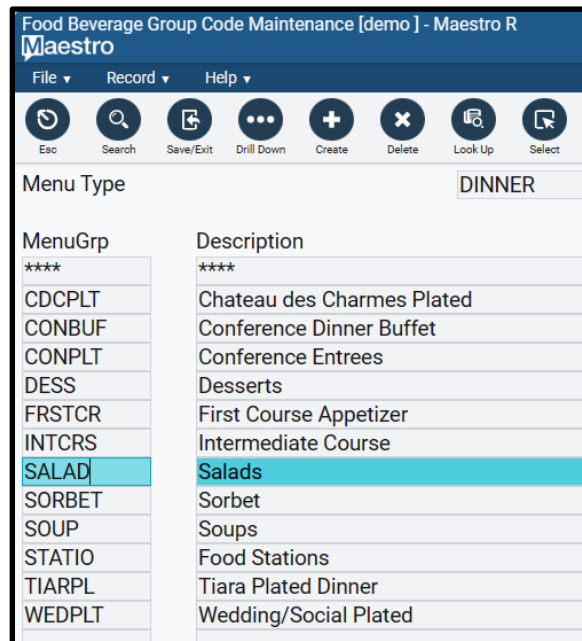 Food Beverage Group Code Maintenance [demo ] - Maestro R
Maestro
File ▾ Record ▾ Help ▾
Esc Search Save/Exit Drill Down Create Delete Look Up Select
Menu Type DINNER
MenuGrp Description
**** ****
CDCPLT Chateau des Charmes Plated
CONBUF Conference Dinner Buffet
CONPLT Conference Entrees
DESS Desserts
FRSTCR First Course Appetizer
INTCRS Intermediate Course
SALAD Salads
SORBET Sorbet
SOUP Soups
STATIO Food Stations
TIARPL Tiara Plated Dinner
WEDPLT Wedding/Social Plated